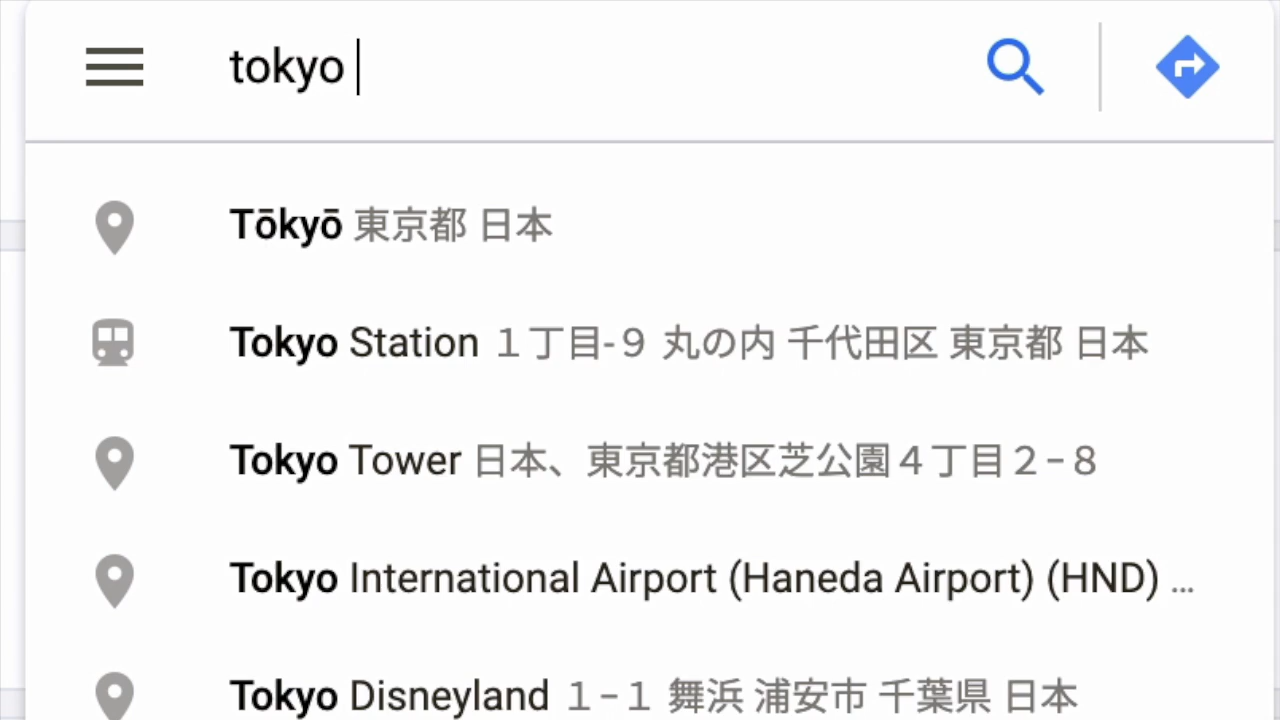 tokyo
Tōkyō 東京都 日本
Tokyo Station 1丁目-9 丸の内 千代田区 東京都 日本
Tokyo Tower 日本、東京都港区芝公園4丁目2−8
Tokyo International Airport (Haneda Airport) (HND) ...
Tokyo Disneyland 1−1 舞浜 浦安市 千葉県 日本